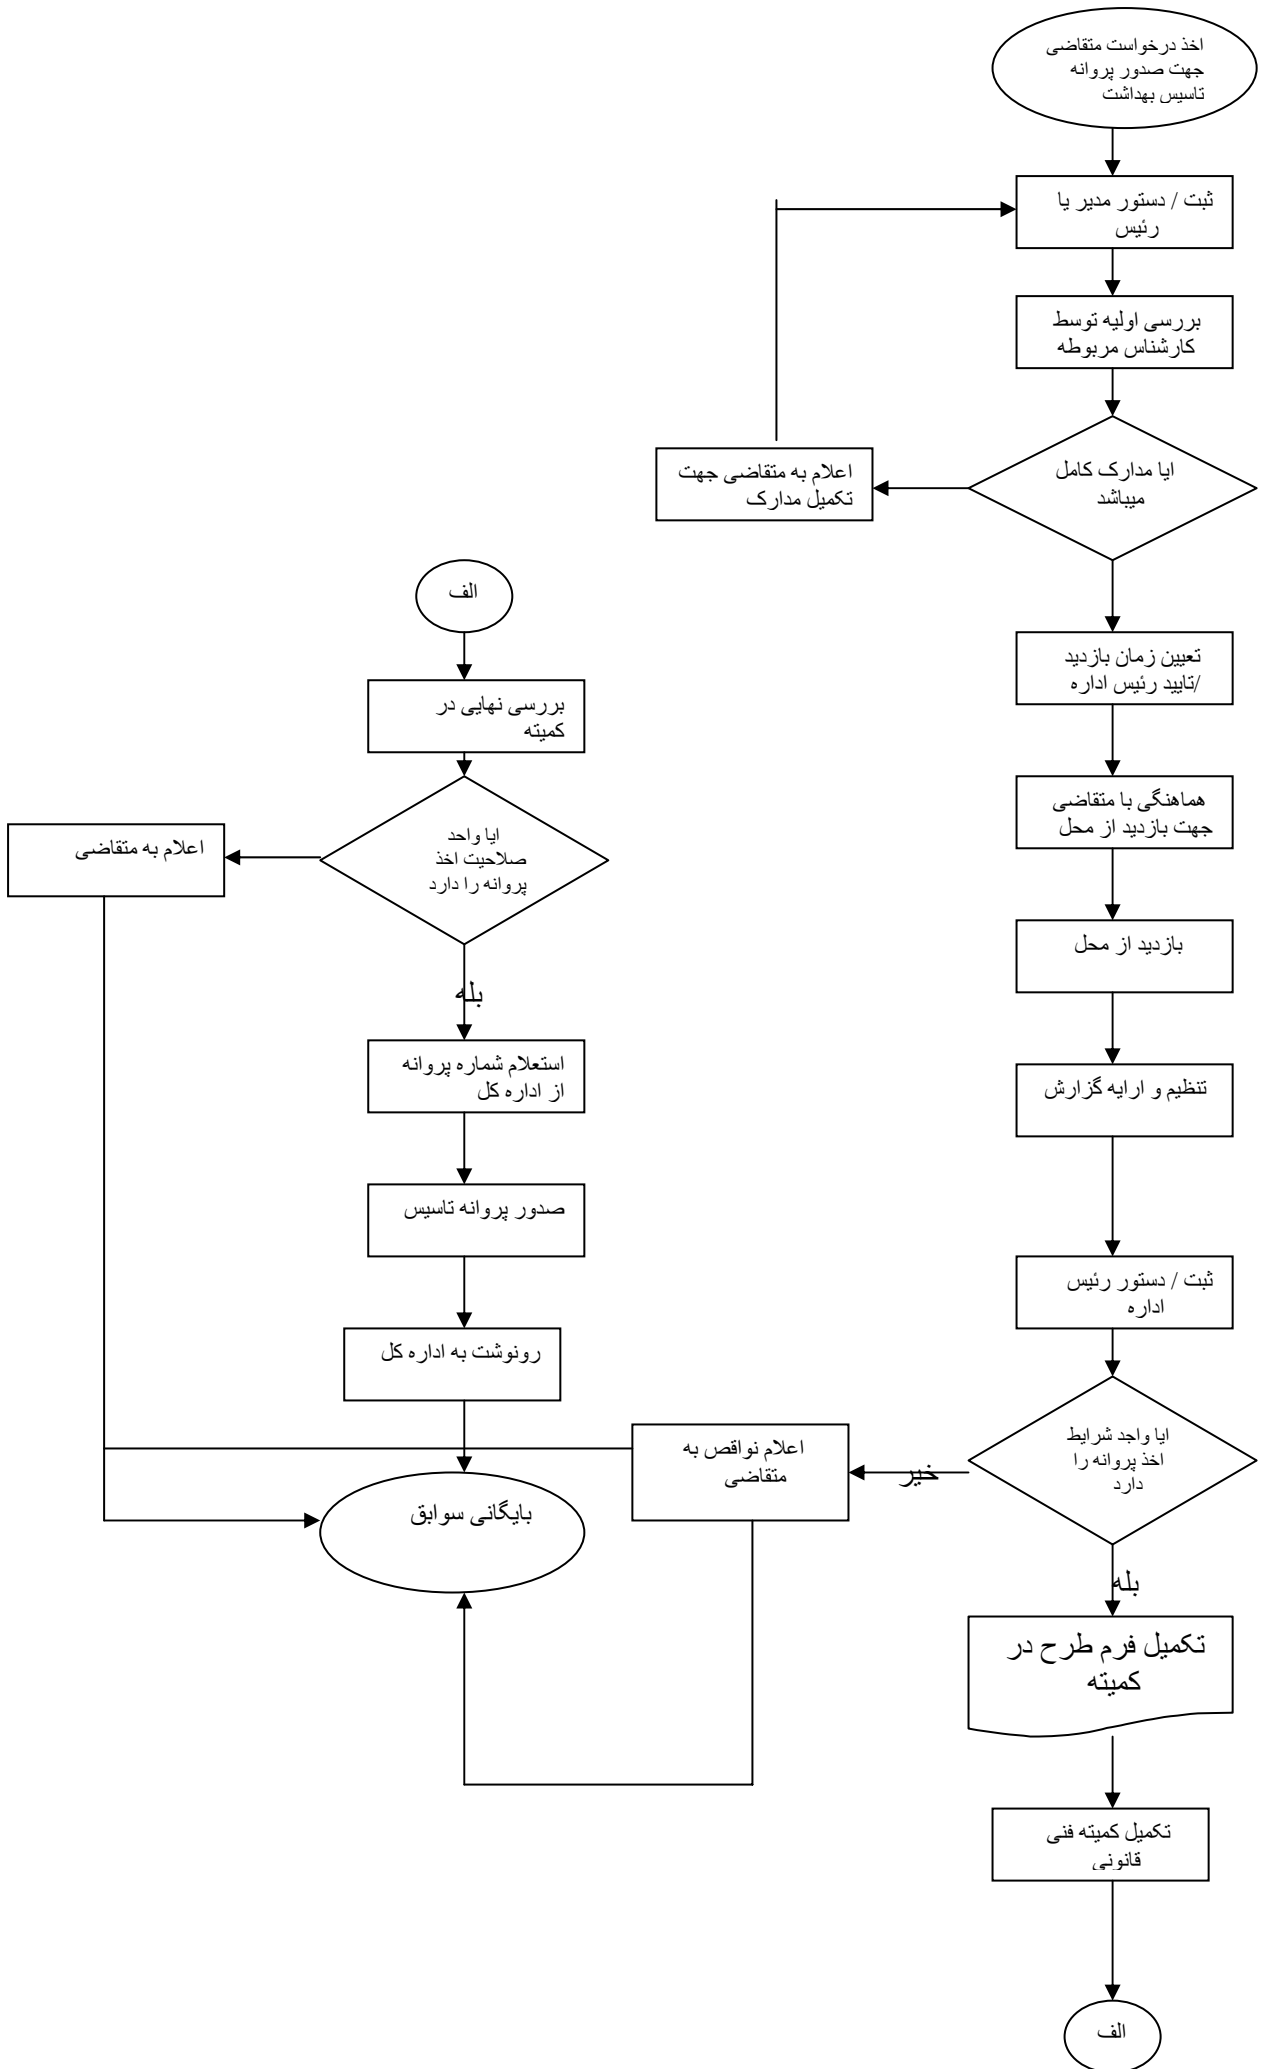 اخذ درخواست متقاضی
جهت صدور پروانه
تاسیس بهداشت
ثبت / دستور مدیر یا
رئیس
بررسی اولیه توسط
کارشناس مربوطه
ایا مدارک کامل
میباشد
اعلام به متقاضی جهت
تکمیل مدارک
تعیین زمان بازدید
/تایید رئیس اداره
هماهنگی با متقاضی
جهت بازدید از محل
بازدید از محل
تنظیم و ارایه گزارش
ثبت / دستور رئیس
اداره
ایا واجد شرایط
اخذ پروانه را
دارد
خیر
اعلام نواقص به
متقاضی
بله
تکمیل فرم طرح در
کمیته
تکمیل کمیته فنی
قانونی
الف
الف
بررسی نهایی در
کمیته
ایا واحد
صلاحیت اخذ
پروانه را دارد
اعلام به متقاضی
بله
استعلام شماره پروانه
از اداره کل
صدور پروانه تاسیس
رونوشت به اداره کل
بایگانی سوابق